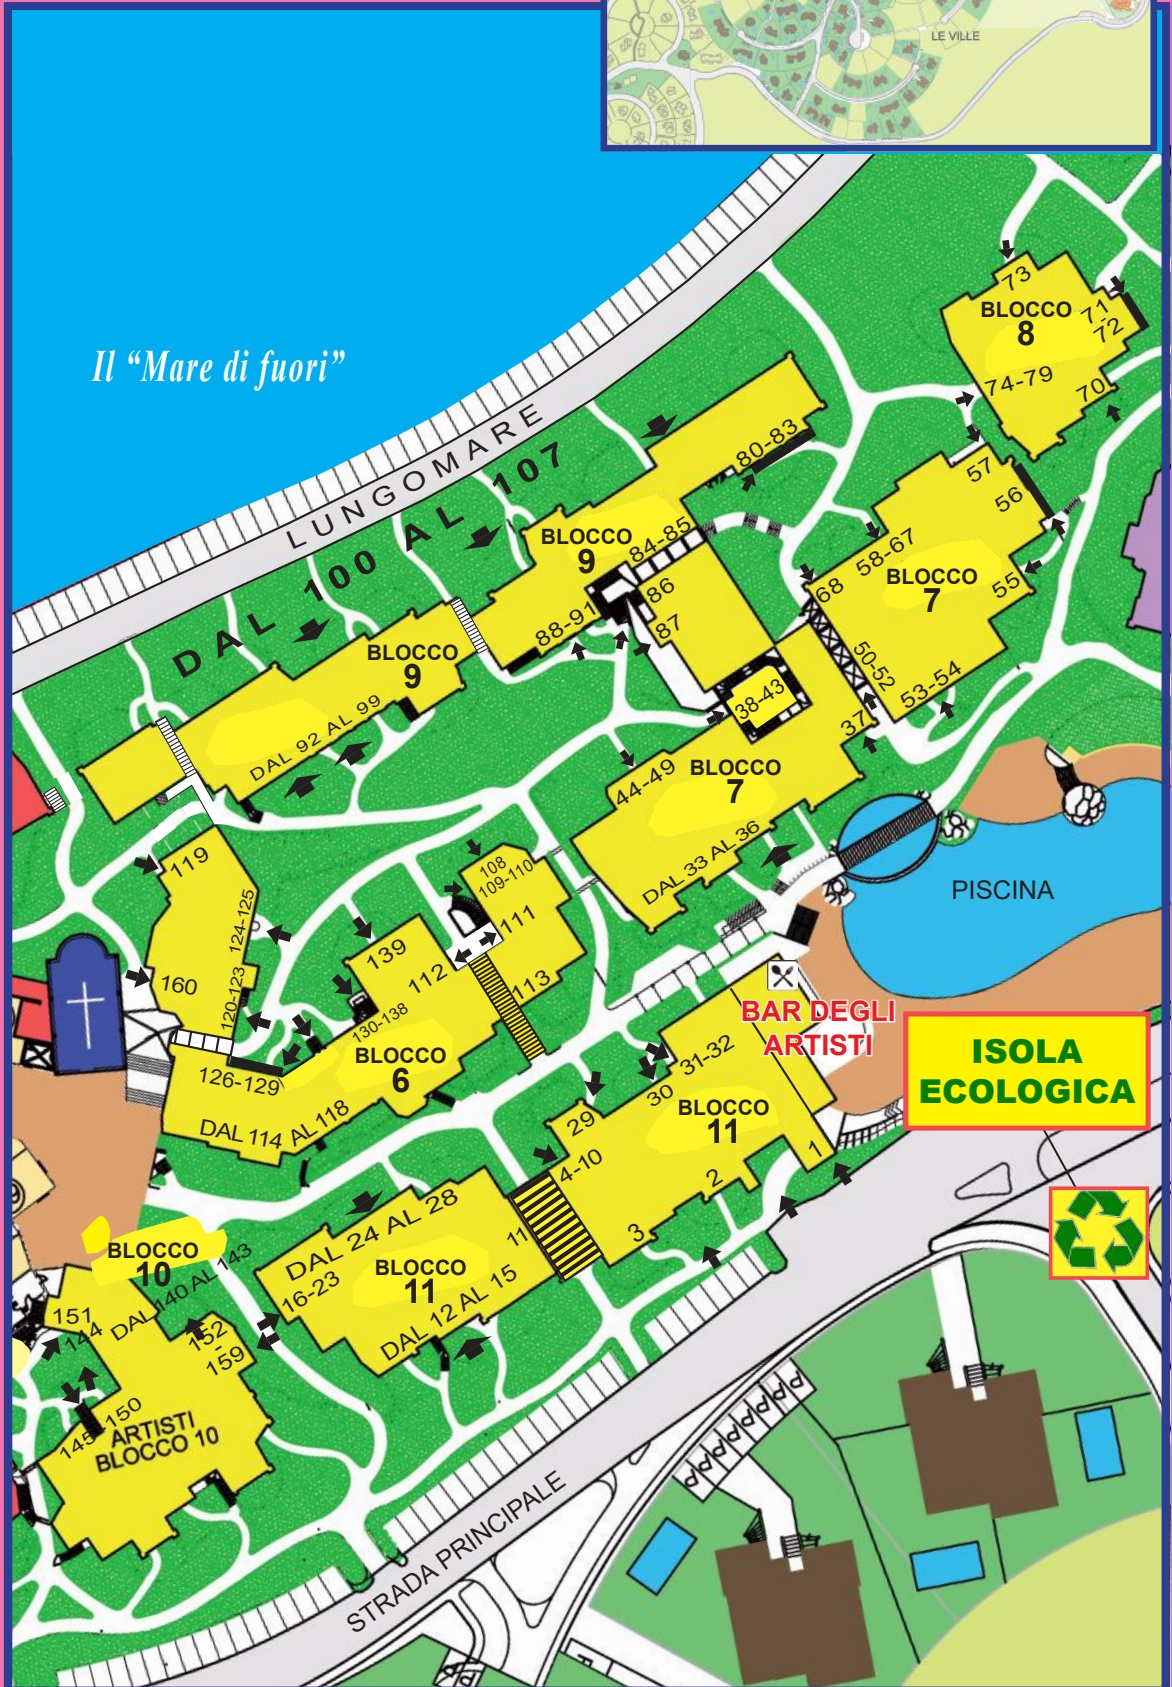 LE VILLE
Il “Mare di fuori”
LUNGOMARE
DAL 100 AL 107
73
BLOCCO
8
71-
72
74-79
70
80-83
57
56
BLOCCO
9
84-85
58-67
BLOCCO
7
55
68
86
87
88-91
50-52
53-54
BLOCCO
9
DAL 92 AL 99
38-43
37
BLOCCO
7
44-49
DAL 33 AL 36
PISCINA
119
108
109-110
111
124-125
139
112
113
160
120-123
130-138
BLOCCO
6
126-129
DAL 114 AL 118
BAR DEGLI
ARTISTI
ISOLA
ECOLOGICA
31-32
30
BLOCCO
11
29
4-10
1
2
3
11
DAL 24 AL 28
BLOCCO
11
16-23
DAL 12 AL 15
BLOCCO
10
DAL 140 AL 143
151
144
152-
159
145-150
ARTISTI
BLOCCO 10
STRADA PRINCIPALE
P P P P P P P
P P P
P